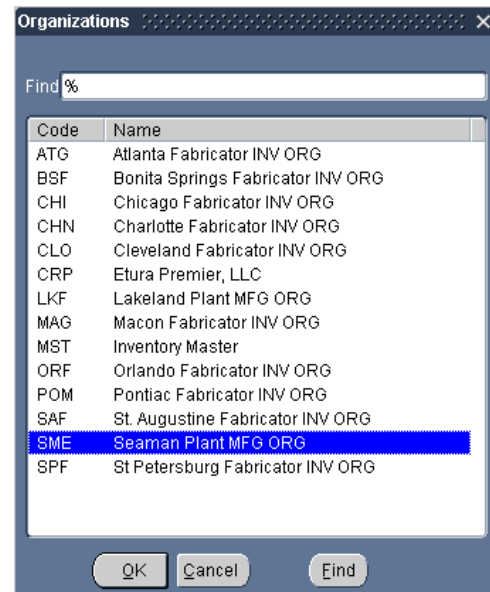 Organizations
Find %
Code Name
ATG Atlanta Fabricator INV ORG
BSF Bonita Springs Fabricator INV ORG
CHI Chicago Fabricator INV ORG
CHN Charlotte Fabricator INV ORG
CLO Cleveland Fabricator INV ORG
CRP Etura Premier, LLC
LKF Lakeland Plant MFG ORG
MAG Macon Fabricator INV ORG
MST Inventory Master
ORF Orlando Fabricator INV ORG
POM Pontiac Fabricator INV ORG
SAF St. Augustine Fabricator INV ORG
SME Seaman Plant MFG ORG
SPF St Petersburg Fabricator INV ORG
OK Cancel Find